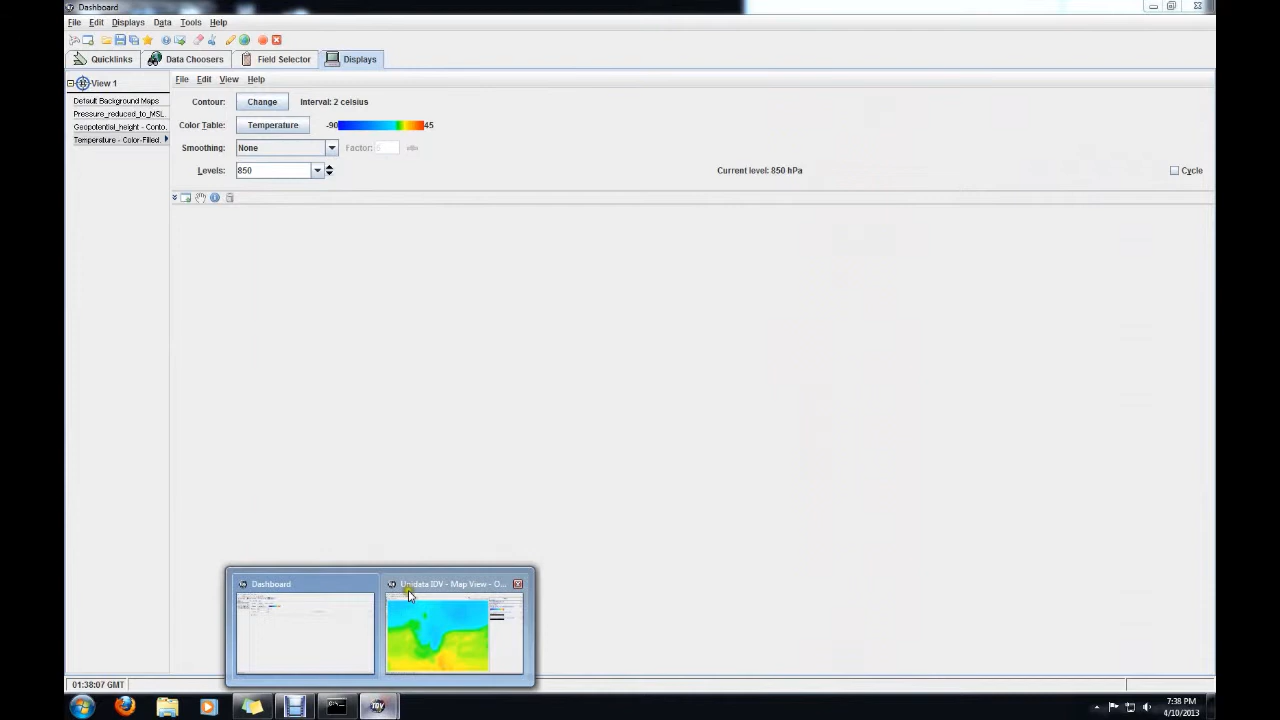 Dashboard
File Edit Displays Data Tools Help
Quicklinks Data Choosers Field Selector Displays
View 1
File Edit View Help
Default Background Maps
Pressure_reduced_to_MSL...
Geopotential_height - Conto...
Temperature - Color-Filled...
Contour: Change Interval: 2 celsius
Color Table: Temperature -90 45
Smoothing: None Factor:
Levels: 850 Current level: 850 hPa Cycle
Dashboard
Unidata IDV - Map View - O...
01:38:07 GMT
IDV
7:38 PM
4/10/2013